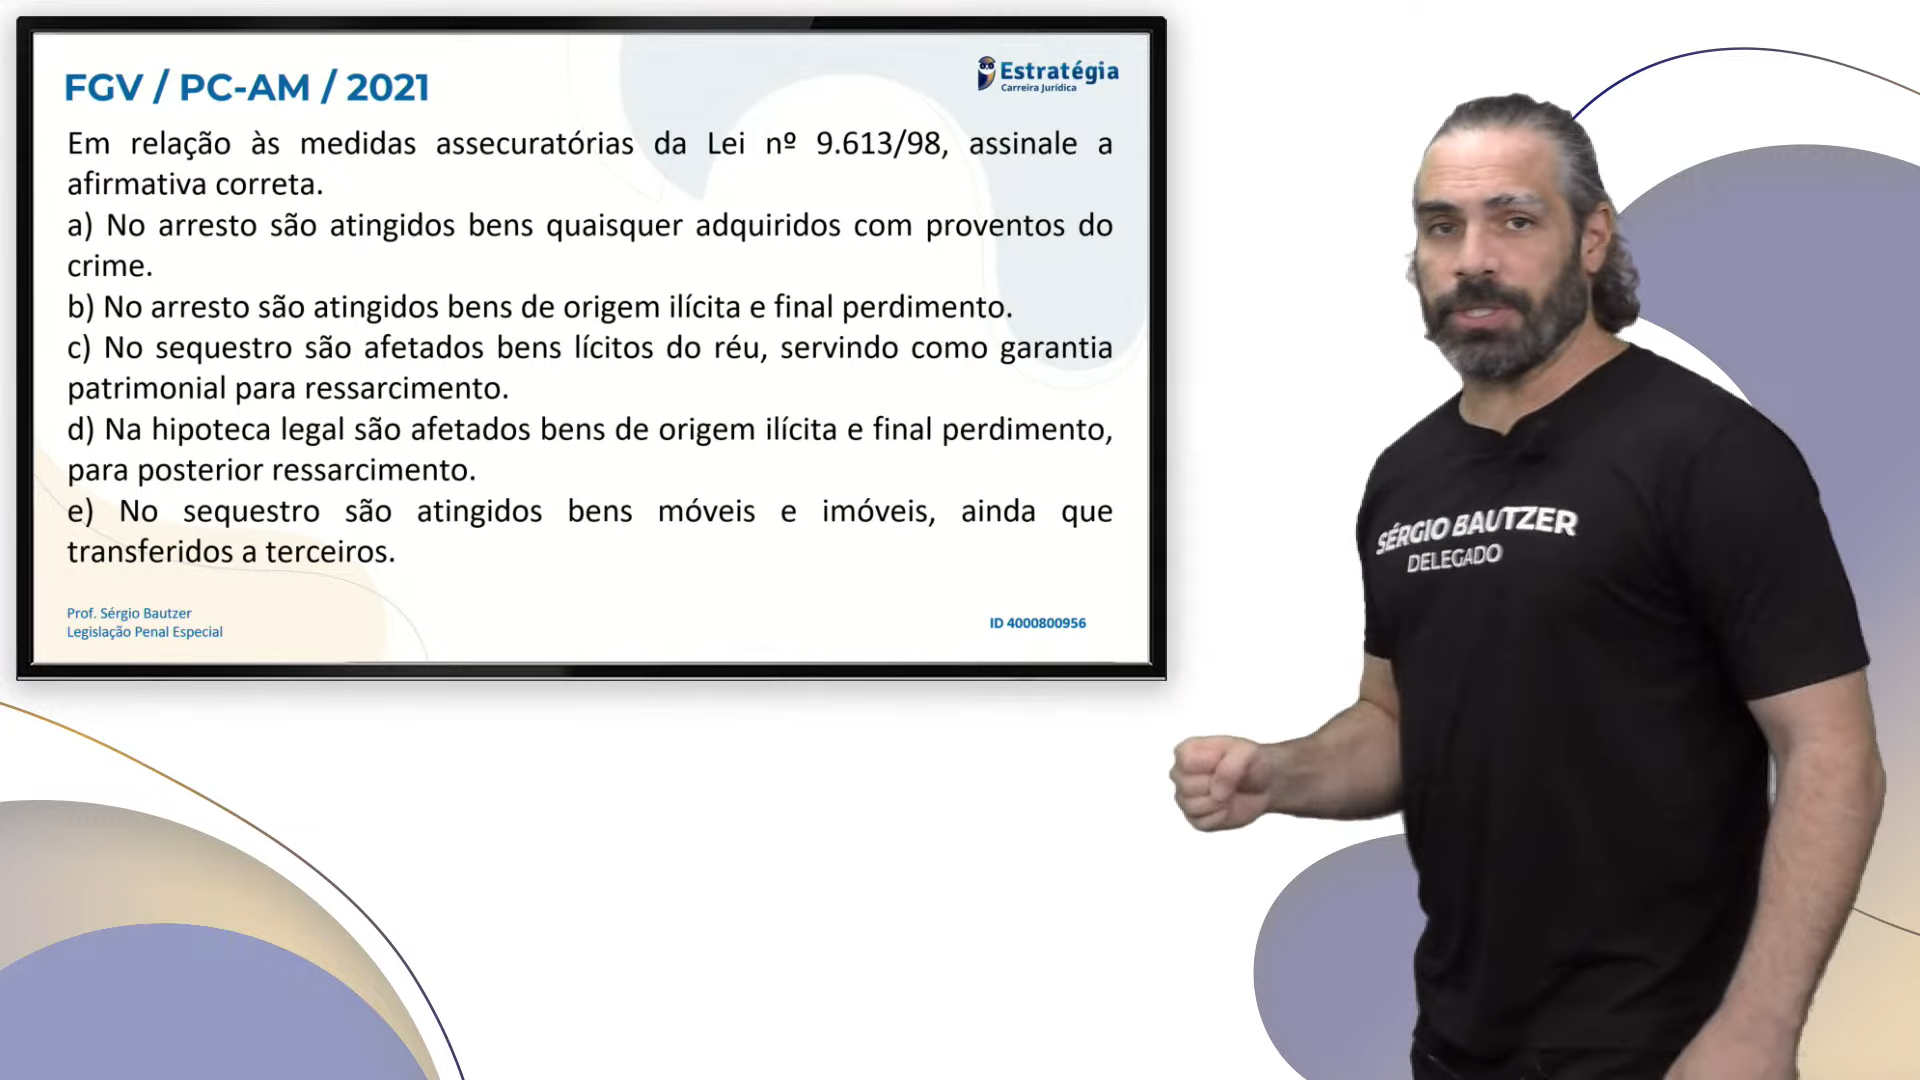 FGV / PC-AM / 2021
Estratégia
Carreira Jurídica
Em relação às medidas assecuratórias da Lei nº 9.613/98, assinale a
afirmativa correta.
a) No arresto são atingidos bens quaisquer adquiridos com proventos do
crime.
b) No arresto são atingidos bens de origem ilícita e final perdimento.
c) No sequestro são afetados bens lícitos do réu, servindo como garantia
patrimonial para ressarcimento.
d) Na hipoteca legal são afetados bens de origem ilícita e final perdimento,
para posterior ressarcimento.
e) No sequestro são atingidos bens móveis e imóveis, ainda que
transferidos a terceiros.
Prof. Sérgio Bautzer
Legislação Penal Especial
ID 4000800956
SÉRGIO BAUTZER
DELEGADO